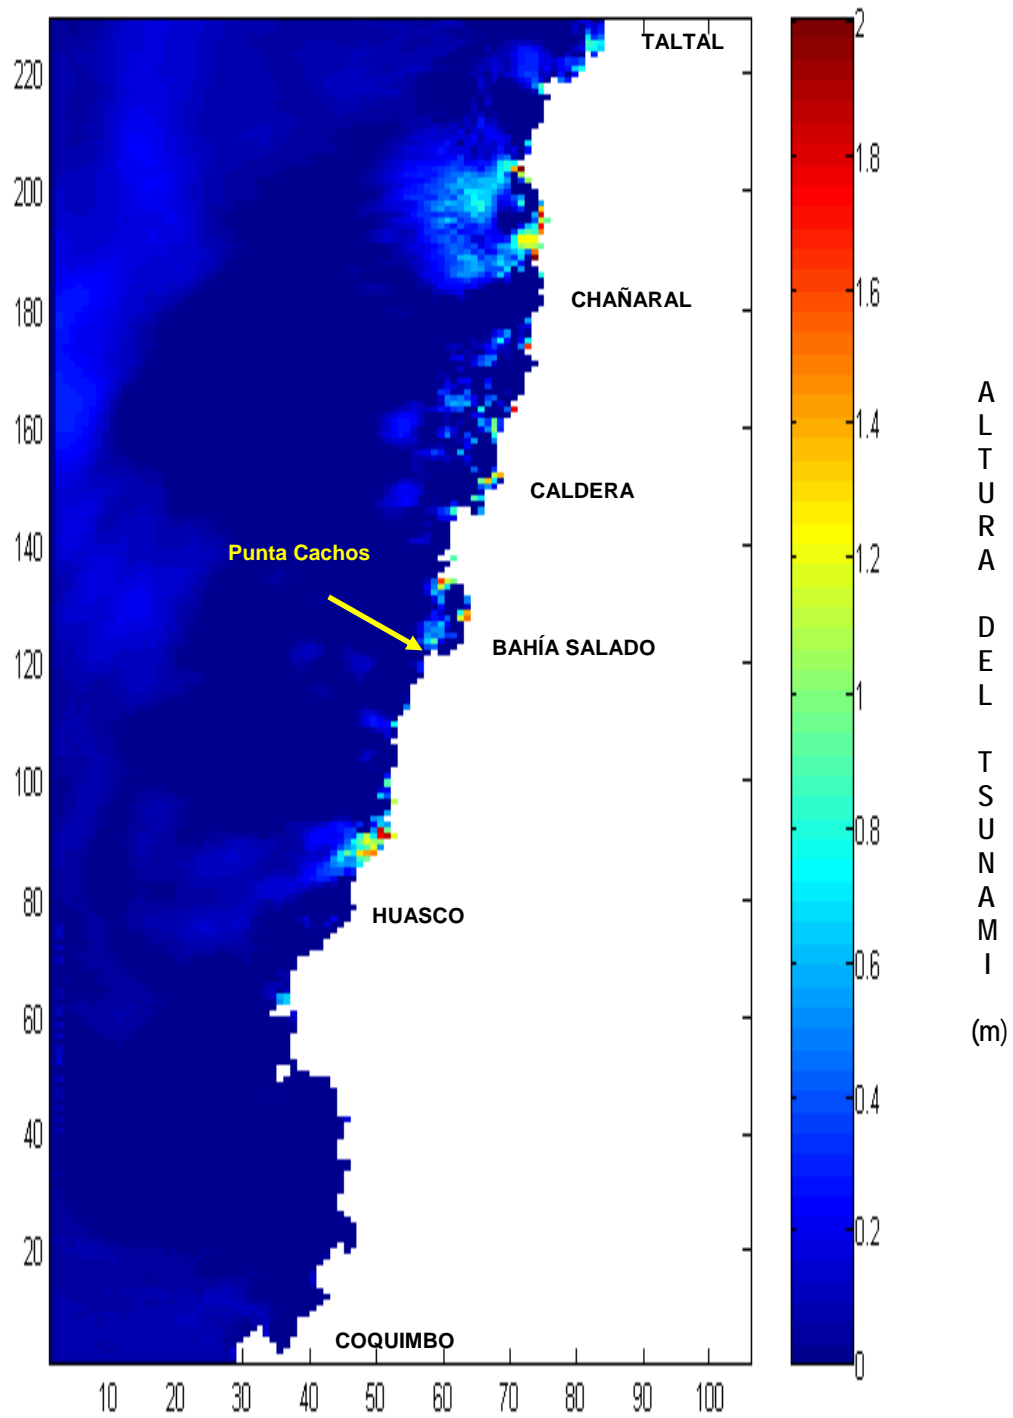 TALTAL
CHAÑARAL
CALDERA
Punta Cachos
BAHÍA SALADO
HUASCO
COQUIMBO
220
200
180
160
140
120
100
80
60
40
20
10 20 30 40 50 60 70 80 90 100
2
1.8
1.6
1.4
1.2
1
0.8
0.6
0.4
0.2
0
ALTURA DEL TSUNAMI (m)